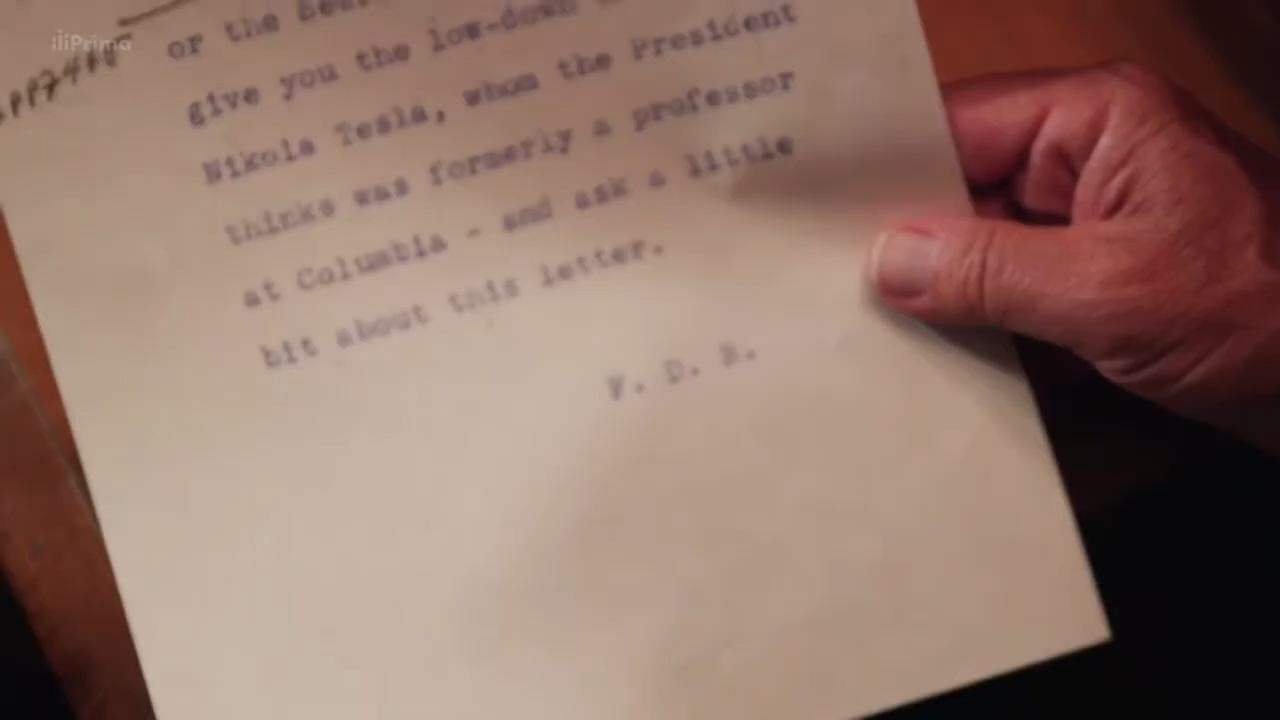 iPrima
or the
give you the low-down
Nikola Tesla, whom the President
thinks was formerly a professor
at Columbia - and ask a little
bit about this letter.
F. D. R.